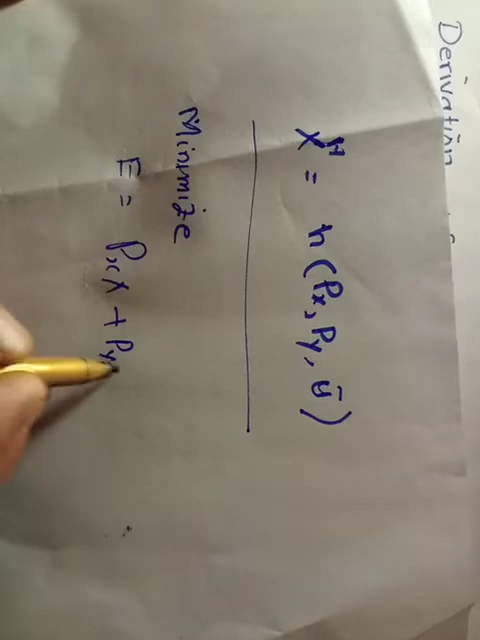 Derivation
X^H = h(Px, Py, ū)
Minimize
E = PxX + Py